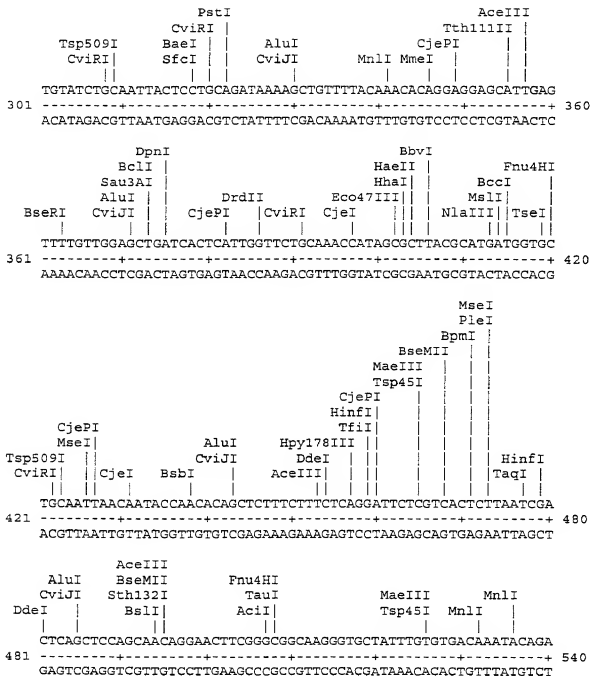 PstI AceIII
CviRI Tth111II
Tsp509I BaeI AluI CjePI
CviRI SfcI CviJI MnlI MmeI
TGTATCTGCAATTACTCCTGCAGATAAAAGCTGTTTTACAAACACAGGAGGAGCATTGAG
301 ---------+---------+---------+---------+---------+---------+ 360
ACATAGACGTTAATGAGGACGTCTATTTTCGACAAAATGTTTGTGTCCTCCTCGTAACTC
DpnI BbvI
BclI HaeII Fnu4HI
Sau3AI HhaI BccI
AluI DrdII Eco47III MslI
BseRI CviJI CjePI CviRI CjeI NlaIII TseI
TTTTGTTGGAGCTGATCACTCATTGGTTCTGCAAACCATAGCGCTTACGCATGATGGTGC
361 ---------+---------+---------+---------+---------+---------+ 420
AAAACAACCTCGACTAGTGAGTAACCAAGACGTTTGGTATCGCGAATGCGTACTACCACG
MseI
PleI
BpmI
BseMII
MaeIII
Tsp45I
CjePI
HinfI
CjePI TfiI
MseI AluI Hpy178III
Tsp509I CviJI DdeI HinfI
CviRI CjeI BsbI AceIII TaqI
TGCAATTAACAATACCAACACAGCTCTTTCTTTCTCAGGATTCTCGTCACTCTTAATCGA
421 ---------+---------+---------+---------+---------+---------+ 480
ACGTTAATTGTTATGGTTGTGTCGAGAAAGAAAGAGTCCTAAGAGCAGTGAGAATTAGCT
AceIII
AluI BseMII Fnu4HI
CviJI Sth132I TauI MaeIII MnlI
DdeI BslI AciI Tsp45I MnlI
CTCAGCTCCAGCAACAGGAACTTCGGGCGGCAAGGGTGCTATTTGTGTGACAAATACAGA
481 ---------+---------+---------+---------+---------+---------+ 540
GAGTCGAGGTCGTTGTCCTTGAAGCCCGCCGTTCCCACGATAAACACACTGTTTATGTCT